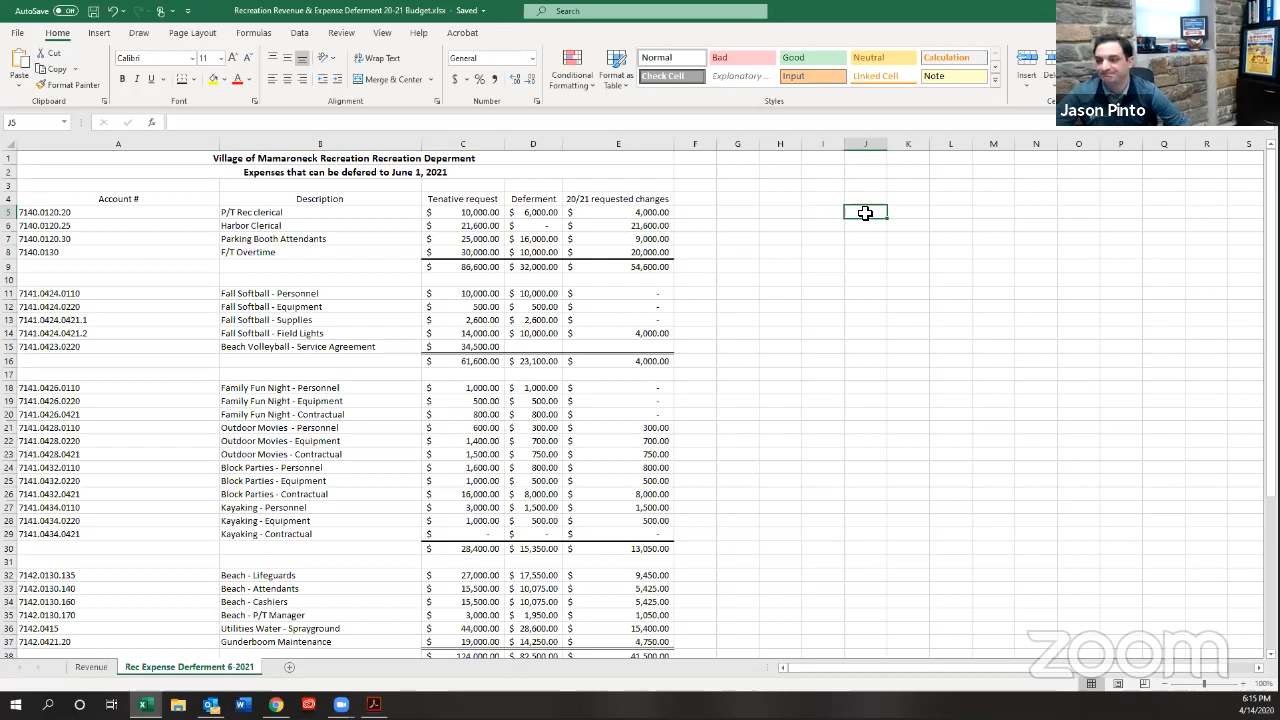 AutoSave Off Recreation Revenue & Expense Deferment 20-21 Budget.xlsx - Saved Search
File Home Insert Draw Page Layout Formulas Data Review View Help Acrobat
Cut
Copy
Format Painter
Paste
Clipboard
Calibri 11
B I U
Font
Merge & Center
Alignment
General
$ % 9
Number
Conditional Formatting
Format as Table
Normal Bad Good Neutral Calculation
Check Cell Explanatory ... Input Linked Cell Note
Styles
Insert
Jason Pinto
J5 fx
A B C D E F G H I J K L M N O P Q R S
1 Village of Mamaroneck Recreation Recreation Deperment
2 Expenses that can be defered to June 1, 2021
3
4 Account # Description Tenative request Deferment 20/21 requested changes
5 7140.0120.20 P/T Rec clerical $ 10,000.00 $ 6,000.00 $ 4,000.00
6 7140.0120.25 Harbor Clerical $ 21,600.00 $ - $ 21,600.00
7 7140.0120.30 Parking Booth Attendants $ 25,000.00 $ 16,000.00 $ 9,000.00
8 7140.0130 F/T Overtime $ 30,000.00 $ 10,000.00 $ 20,000.00
9 $ 86,600.00 $ 32,000.00 $ 54,600.00
10
11 7141.0424.0110 Fall Softball - Personnel $ 10,000.00 $ 10,000.00 $ -
12 7141.0424.0220 Fall Softball - Equipment $ 500.00 $ 500.00 $ -
13 7141.0424.0421.1 Fall Softball - Supplies $ 2,600.00 $ 2,600.00 $ -
14 7141.0424.0421.2 Fall Softball - Field Lights $ 14,000.00 $ 10,000.00 $ 4,000.00
15 7141.0423.0220 Beach Volleyball - Service Agreement $ 34,500.00
16 $ 61,600.00 $ 23,100.00 $ 4,000.00
17
18 7141.0426.0110 Family Fun Night - Personnel $ 1,000.00 $ 1,000.00 $ -
19 7141.0426.0220 Family Fun Night - Equipment $ 500.00 $ 500.00 $ -
20 7141.0426.0421 Family Fun Night - Contractual $ 800.00 $ 800.00 $ -
21 7141.0428.0110 Outdoor Movies - Personnel $ 600.00 $ 300.00 $ 300.00
22 7141.0428.0220 Outdoor Movies - Equipment $ 1,400.00 $ 700.00 $ 700.00
23 7141.0428.0421 Outdoor Movies - Contractual $ 1,500.00 $ 750.00 $ 750.00
24 7141.0432.0110 Block Parties - Personnel $ 1,600.00 $ 800.00 $ 800.00
25 7141.0432.0220 Block Parties - Equipment $ 1,000.00 $ 500.00 $ 500.00
26 7141.0432.0421 Block Parties - Contractual $ 16,000.00 $ 8,000.00 $ 8,000.00
27 7141.0434.0110 Kayaking - Personnel $ 3,000.00 $ 1,500.00 $ 1,500.00
28 7141.0434.0220 Kayaking - Equipment $ 1,000.00 $ 500.00 $ 500.00
29 7141.0434.0421 Kayaking - Contractual $ - $ - $ -
30 $ 28,400.00 $ 15,350.00 $ 13,050.00
31
32 7142.0130.135 Beach - Lifeguards $ 27,000.00 $ 17,550.00 $ 9,450.00
33 7142.0130.140 Beach - Attendants $ 15,500.00 $ 10,075.00 $ 5,425.00
34 7142.0130.160 Beach - Cashiers $ 15,500.00 $ 10,075.00 $ 5,425.00
35 7142.0130.170 Beach - P/T Manager $ 3,000.00 $ 1,950.00 $ 1,050.00
36 7142.0415 Utilities Water - Sprayground $ 44,000.00 $ 28,600.00 $ 15,400.00
37 7142.0421.20 Gunderboom Maintenance $ 19,000.00 $ 14,250.00 $ 4,750.00
38 $ 124,000.00 $ 82,500.00 $ 41,500.00
zoom
Revenue Rec Expense Derferment 6-2021
100%
6:15 PM
4/14/2020